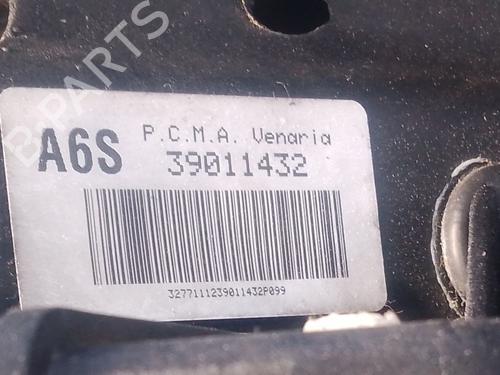 B-PARTS
A6S
P.C.M.A. Venaria
39011432
3277111239011432P099